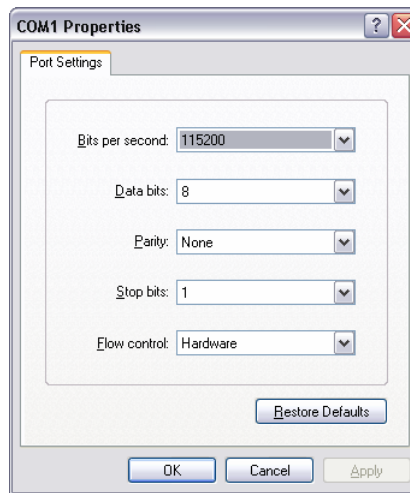 COM1 Properties
Port Settings
Bits per second: 115200
Data bits: 8
Parity: None
Stop bits: 1
Flow control: Hardware
Restore Defaults
OK Cancel Apply